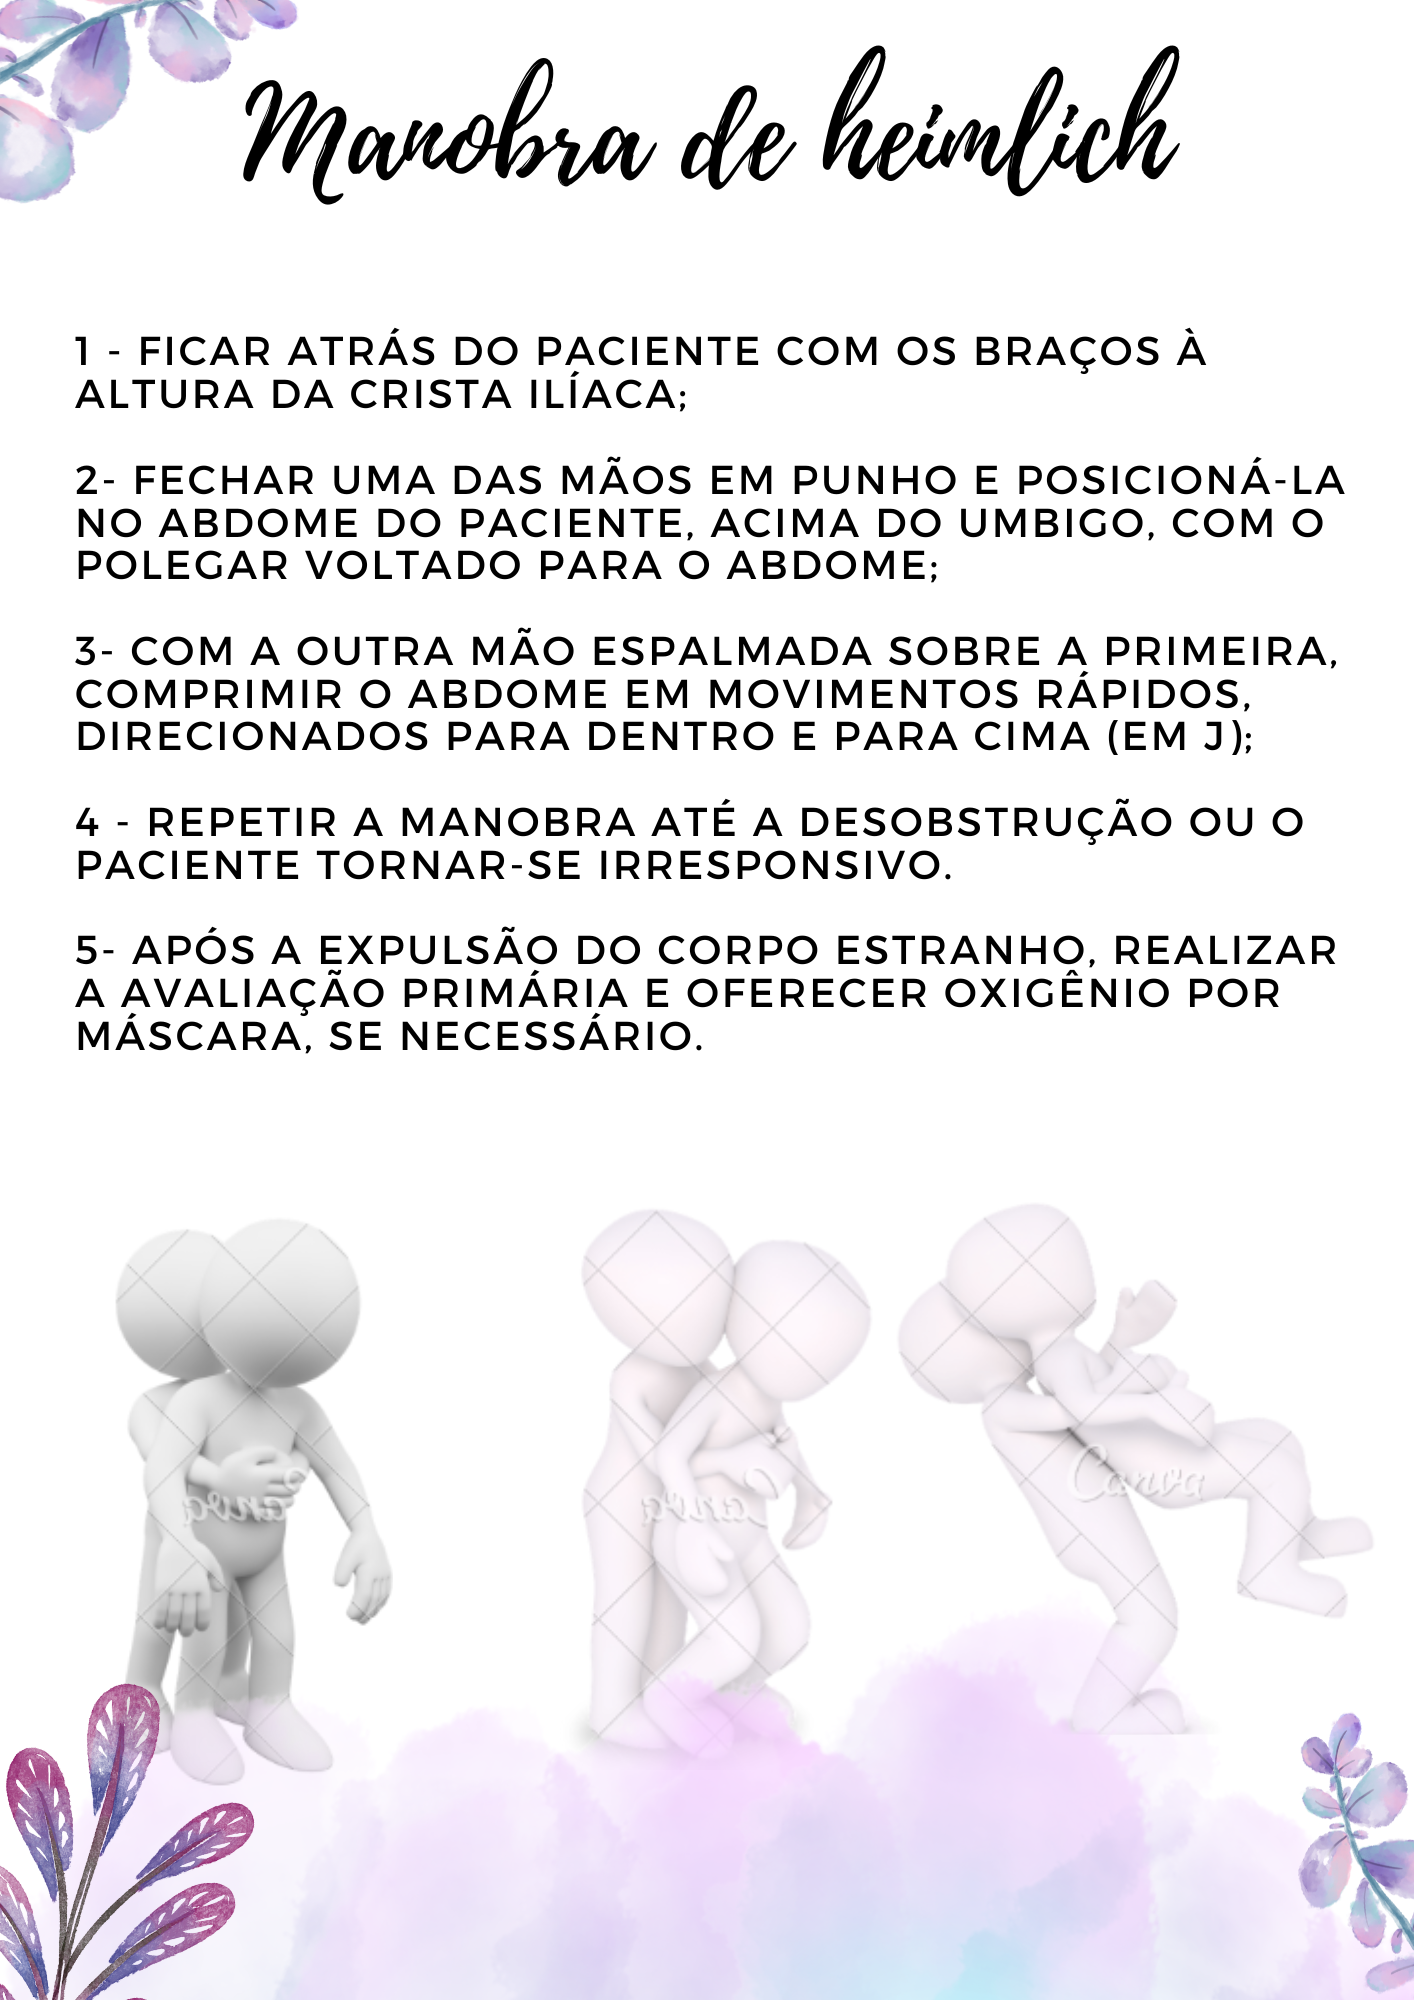 Manobra de heimlich
1 - FICAR ATRÁS DO PACIENTE COM OS BRAÇOS À
ALTURA DA CRISTA ILÍACA;
2- FECHAR UMA DAS MÃOS EM PUNHO E POSICIONÁ-LA
NO ABDOME DO PACIENTE, ACIMA DO UMBIGO, COM O
POLEGAR VOLTADO PARA O ABDOME;
3- COM A OUTRA MÃO ESPALMADA SOBRE A PRIMEIRA,
COMPRIMIR O ABDOME EM MOVIMENTOS RÁPIDOS,
DIRECIONADOS PARA DENTRO E PARA CIMA (EM J);
4 - REPETIR A MANOBRA ATÉ A DESOBSTRUÇÃO OU O
PACIENTE TORNAR-SE IRRESPONSIVO.
5- APÓS A EXPULSÃO DO CORPO ESTRANHO, REALIZAR
A AVALIAÇÃO PRIMÁRIA E OFERECER OXIGÊNIO POR
MÁSCARA, SE NECESSÁRIO.
Canva
Canva
Canva